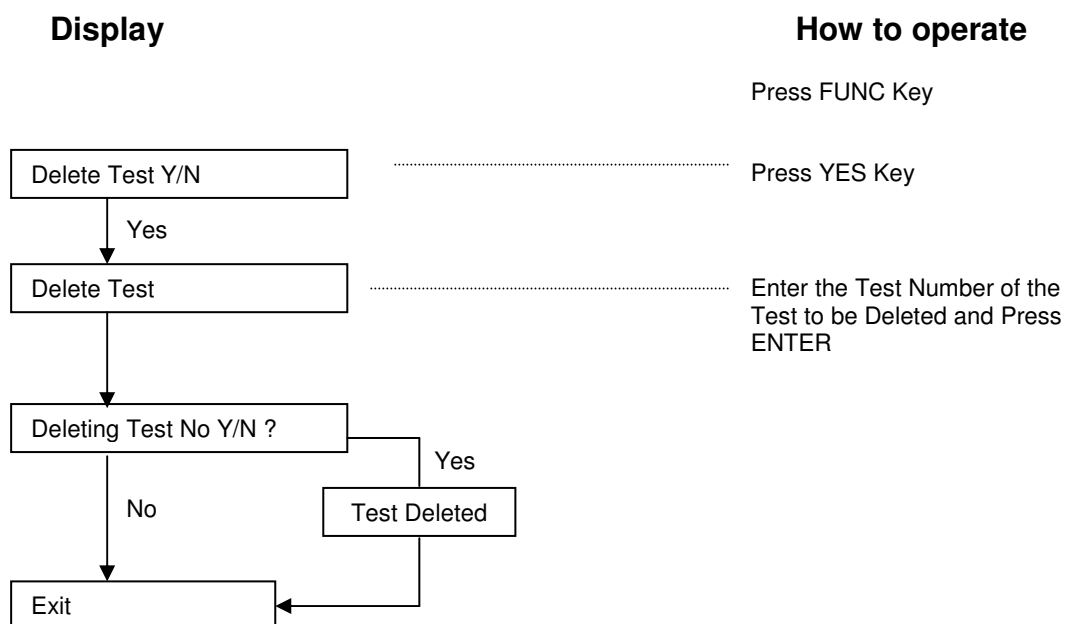 Display
How to operate
Press FUNC Key
Delete Test Y/N
Press YES Key
Yes
Delete Test
Enter the Test Number of the
Test to be Deleted and Press
ENTER
Deleting Test No Y/N ?
Yes
No
Test Deleted
Exit